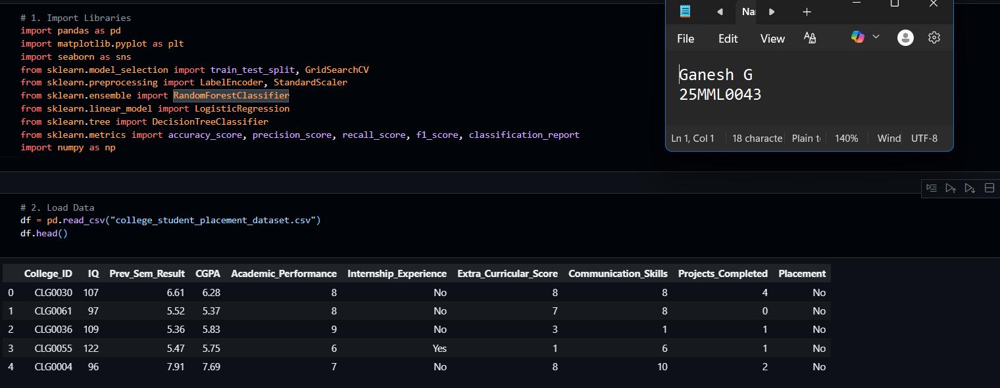 # 1. Import Libraries
import pandas as pd
import matplotlib.pyplot as plt
import seaborn as sns
from sklearn.model_selection import train_test_split, GridSearchCV
from sklearn.preprocessing import LabelEncoder, StandardScaler
from sklearn.ensemble import RandomForestClassifier
from sklearn.linear_model import LogisticRegression
from sklearn.tree import DecisionTreeClassifier
from sklearn.metrics import accuracy_score, precision_score, recall_score, f1_score, classification_report
import numpy as np
Nai
File Edit View
Ganesh G
25MML0043
Ln 1, Col 1 18 characte Plain t 140% Wind UTF-8
# 2. Load Data
df = pd.read_csv("college_student_placement_dataset.csv")
df.head()
College_ID IQ Prev_Sem_Result CGPA Academic_Performance Internship_Experience Extra_Curricular_Score Communication_Skills Projects_Completed Placement
0 CLG0030 107 6.61 6.28 8 No 8 8 4 No
1 CLG0061 97 5.52 5.37 8 No 7 8 0 No
2 CLG0036 109 5.36 5.83 9 No 3 1 1 No
3 CLG0055 122 5.47 5.75 6 Yes 1 6 1 No
4 CLG0004 96 7.91 7.69 7 No 8 10 2 No